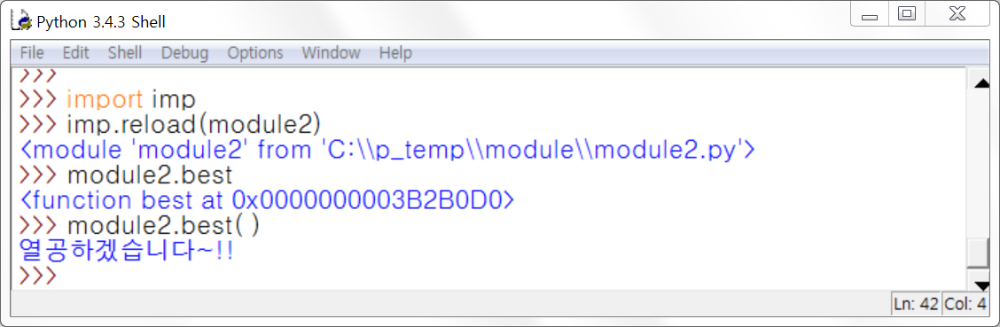 Python 3.4.3 Shell
File Edit Shell Debug Options Window Help
>>>
>>> import imp
>>> imp.reload(module2)
<module 'module2' from 'C:\\p_temp\\module\\module2.py'>
>>> module2.best
<function best at 0x0000000003B2B0D0>
>>> module2.best( )
열공하겠습니다~!!
>>>
Ln: 42 Col: 4